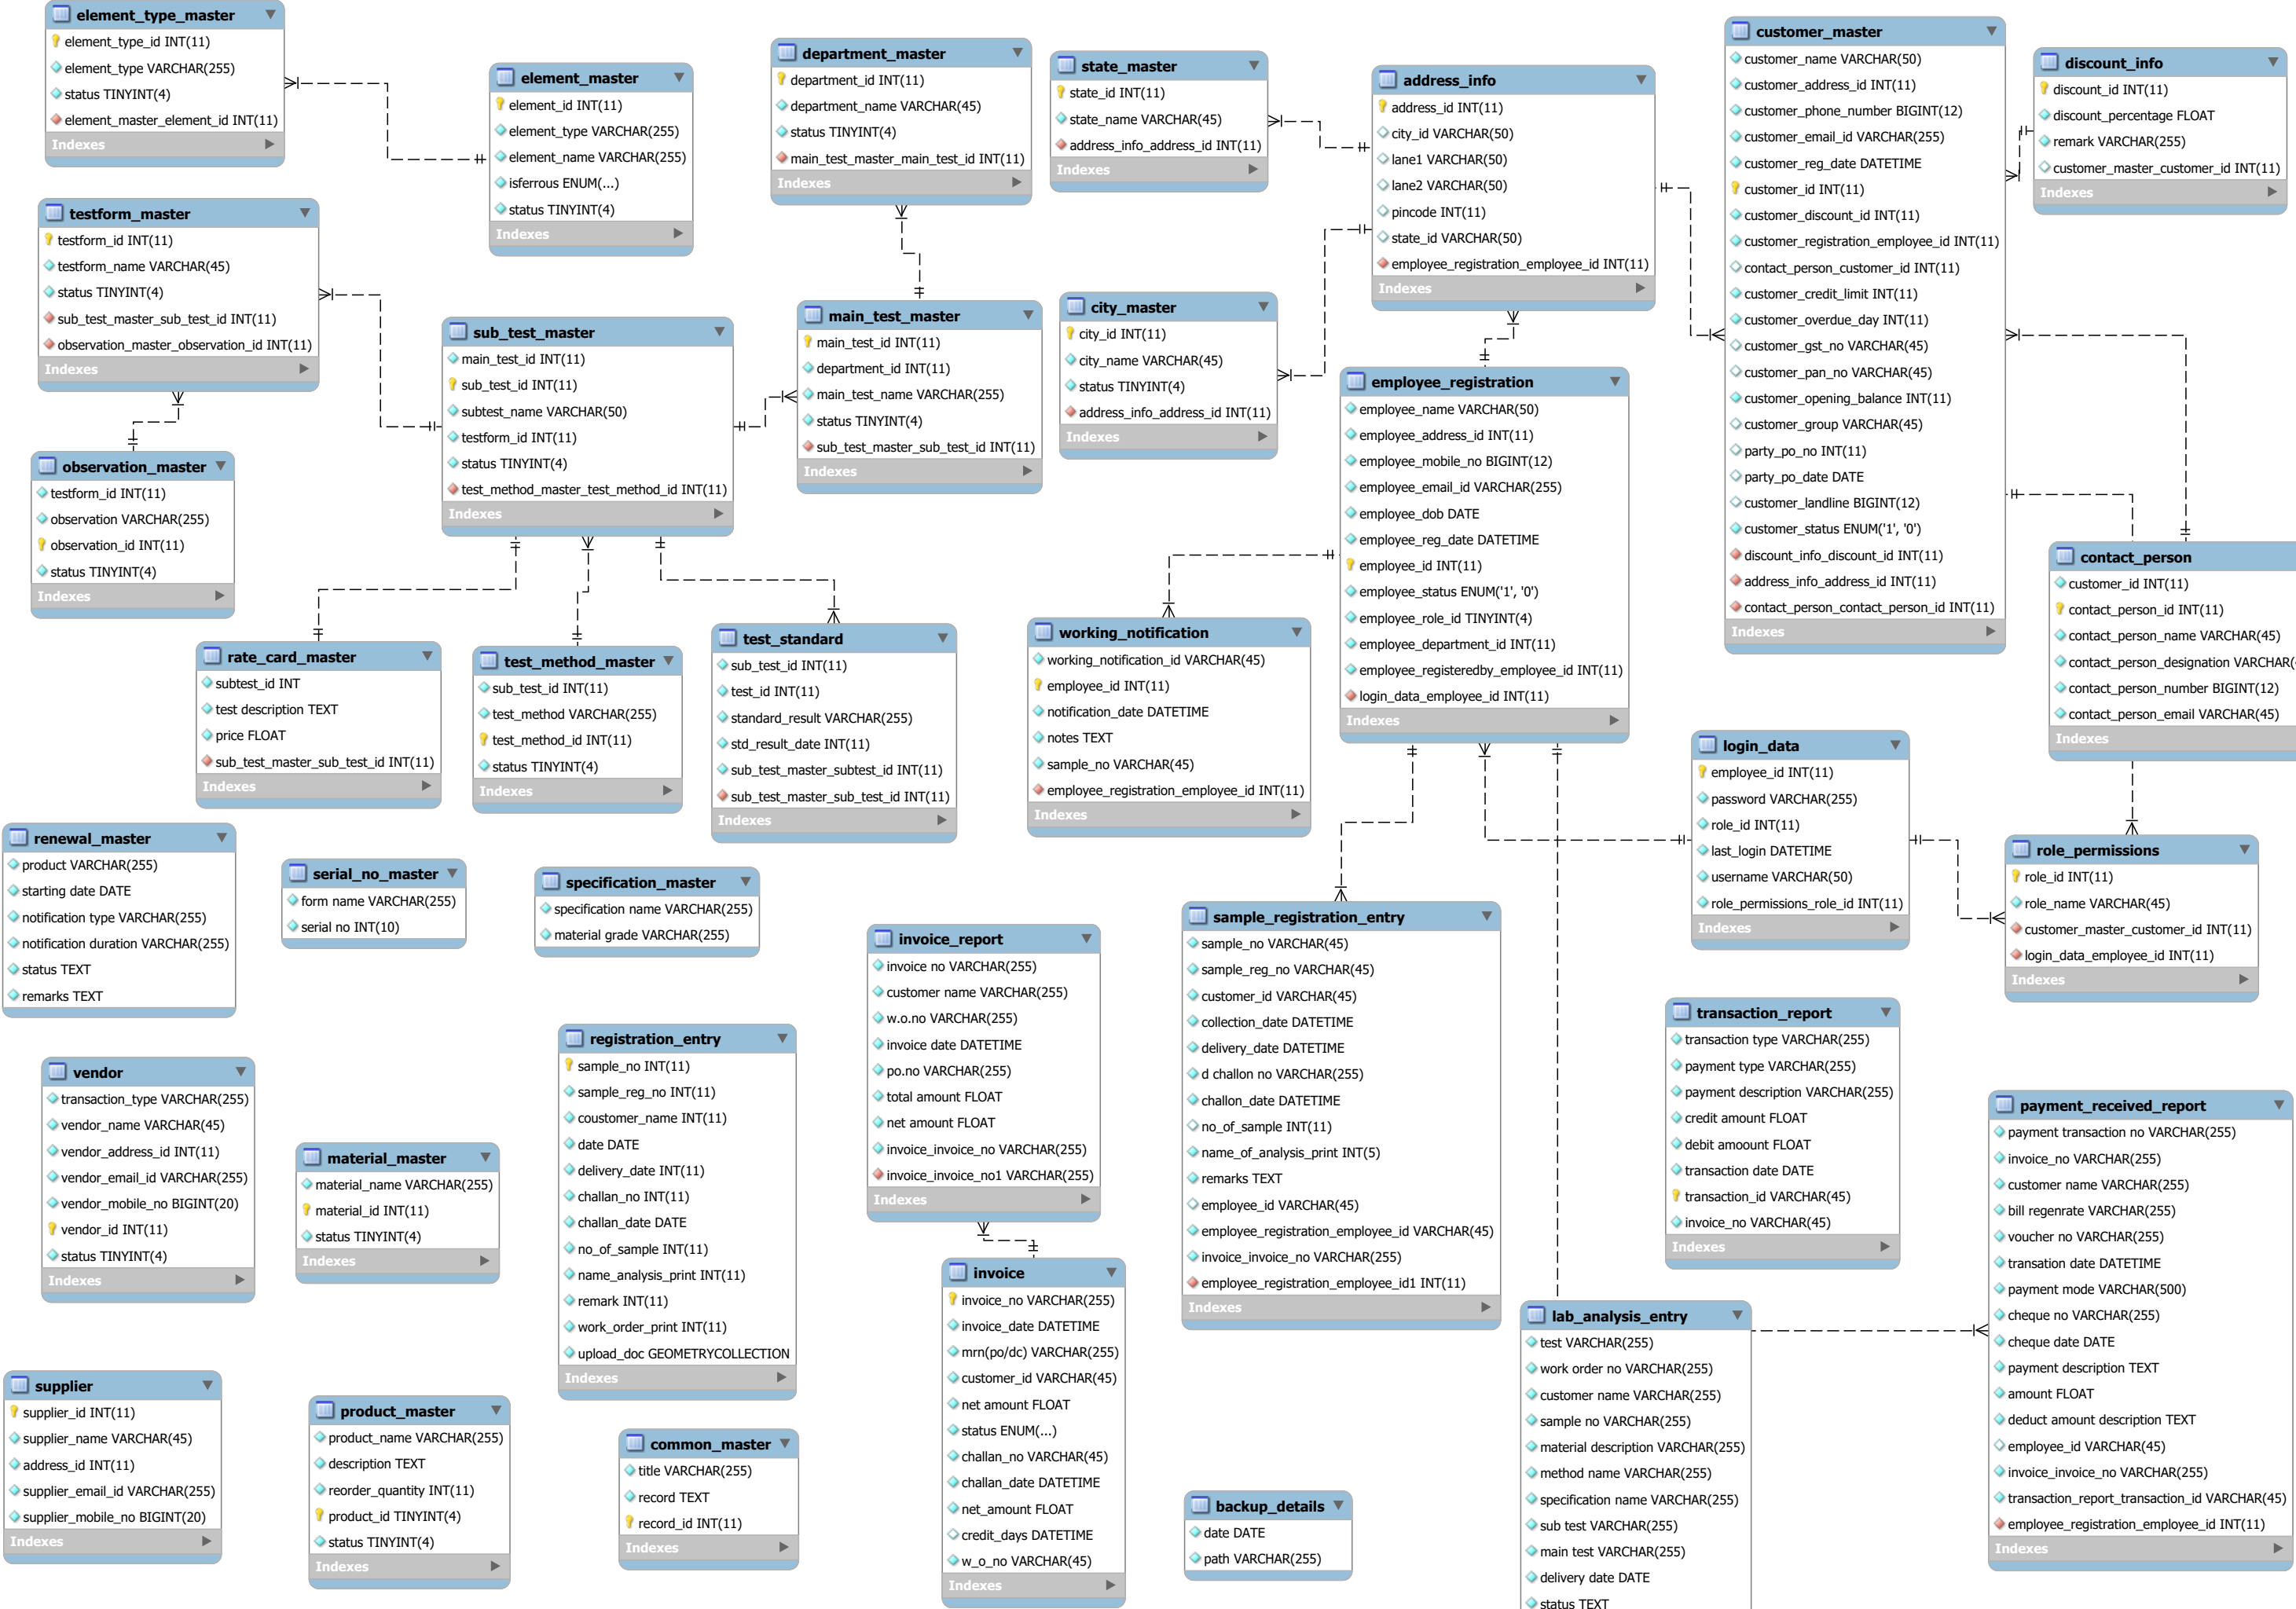 element_type_master
element_type_id INT(11)
element_type VARCHAR(255)
status TINYINT(4)
element_master_element_id INT(11)
Indexes
element_master
element_id INT(11)
element_type VARCHAR(255)
element_name VARCHAR(255)
isferrous ENUM(...)
status TINYINT(4)
Indexes
department_master
department_id INT(11)
department_name VARCHAR(45)
status TINYINT(4)
main_test_master_main_test_id INT(11)
Indexes
state_master
state_id INT(11)
state_name VARCHAR(45)
address_info_address_id INT(11)
Indexes
address_info
address_id INT(11)
city_id VARCHAR(50)
lane1 VARCHAR(50)
lane2 VARCHAR(50)
pincode INT(11)
state_id VARCHAR(50)
employee_registration_employee_id INT(11)
Indexes
customer_master
customer_name VARCHAR(50)
customer_address_id INT(11)
customer_phone_number BIGINT(12)
customer_email_id VARCHAR(255)
customer_reg_date DATETIME
customer_id INT(11)
customer_discount_id INT(11)
customer_registration_employee_id INT(11)
contact_person_customer_id INT(11)
customer_credit_limit INT(11)
customer_overdue_day INT(11)
customer_gst_no VARCHAR(45)
customer_pan_no VARCHAR(45)
customer_opening_balance INT(11)
customer_group VARCHAR(45)
party_po_no INT(11)
party_po_date DATE
customer_landline BIGINT(12)
customer_status ENUM('1', '0')
discount_info_discount_id INT(11)
address_info_address_id INT(11)
contact_person_contact_person_id INT(11)
Indexes
discount_info
discount_id INT(11)
discount_percentage FLOAT
remark VARCHAR(255)
customer_master_customer_id INT(11)
Indexes
testform_master
testform_id INT(11)
testform_name VARCHAR(45)
status TINYINT(4)
sub_test_master_sub_test_id INT(11)
observation_master_observation_id INT(11)
Indexes
sub_test_master
main_test_id INT(11)
sub_test_id INT(11)
subtest_name VARCHAR(50)
testform_id INT(11)
status TINYINT(4)
test_method_master_test_method_id INT(11)
Indexes
main_test_master
main_test_id INT(11)
department_id INT(11)
main_test_name VARCHAR(255)
status TINYINT(4)
sub_test_master_sub_test_id INT(11)
Indexes
city_master
city_id INT(11)
city_name VARCHAR(45)
status TINYINT(4)
address_info_address_id INT(11)
Indexes
employee_registration
employee_name VARCHAR(50)
employee_address_id INT(11)
employee_mobile_no BIGINT(12)
employee_email_id VARCHAR(255)
employee_dob DATE
employee_reg_date DATETIME
employee_id INT(11)
employee_status ENUM('1', '0')
employee_role_id TINYINT(4)
employee_department_id INT(11)
employee_registeredby_employee_id INT(11)
login_data_employee_id INT(11)
Indexes
observation_master
testform_id INT(11)
observation VARCHAR(255)
observation_id INT(11)
status TINYINT(4)
Indexes
contact_person
customer_id INT(11)
contact_person_id INT(11)
contact_person_name VARCHAR(45)
contact_person_designation VARCHAR(
contact_person_number BIGINT(12)
contact_person_email VARCHAR(45)
Indexes
rate_card_master
subtest_id INT
test description TEXT
price FLOAT
sub_test_master_sub_test_id INT(11)
Indexes
test_method_master
sub_test_id INT(11)
test_method VARCHAR(255)
test_method_id INT(11)
status TINYINT(4)
Indexes
test_standard
sub_test_id INT(11)
test_id INT(11)
standard_result VARCHAR(255)
std_result_date INT(11)
sub_test_master_subtest_id INT(11)
sub_test_master_sub_test_id INT(11)
Indexes
working_notification
working_notification_id VARCHAR(45)
employee_id INT(11)
notification_date DATETIME
notes TEXT
sample_no VARCHAR(45)
employee_registration_employee_id INT(11)
Indexes
login_data
employee_id INT(11)
password VARCHAR(255)
role_id INT(11)
last_login DATETIME
username VARCHAR(50)
role_permissions_role_id INT(11)
Indexes
role_permissions
role_id INT(11)
role_name VARCHAR(45)
customer_master_customer_id INT(11)
login_data_employee_id INT(11)
Indexes
renewal_master
product VARCHAR(255)
starting date DATE
notification type VARCHAR(255)
notification duration VARCHAR(255)
status TEXT
remarks TEXT
serial_no_master
form name VARCHAR(255)
serial no INT(10)
specification_master
specification name VARCHAR(255)
material grade VARCHAR(255)
invoice_report
invoice no VARCHAR(255)
customer name VARCHAR(255)
w.o.no VARCHAR(255)
invoice date DATETIME
po.no VARCHAR(255)
total amount FLOAT
net amount FLOAT
invoice_invoice_no VARCHAR(255)
invoice_invoice_no1 VARCHAR(255)
Indexes
sample_registration_entry
sample_no VARCHAR(45)
sample_reg_no VARCHAR(45)
customer_id VARCHAR(45)
collection_date DATETIME
delivery_date DATETIME
d challon no VARCHAR(255)
challon_date DATETIME
no_of_sample INT(11)
name_of_analysis_print INT(5)
remarks TEXT
employee_id VARCHAR(45)
employee_registration_employee_id VARCHAR(45)
invoice_invoice_no VARCHAR(255)
employee_registration_employee_id1 INT(11)
Indexes
transaction_report
transaction type VARCHAR(255)
payment type VARCHAR(255)
payment description VARCHAR(255)
credit amount FLOAT
debit amoount FLOAT
transaction date DATE
transaction_id VARCHAR(45)
invoice_no VARCHAR(45)
Indexes
registration_entry
sample_no INT(11)
sample_reg_no INT(11)
coustomer_name INT(11)
date DATE
delivery_date INT(11)
challan_no INT(11)
challan_date DATE
no_of_sample INT(11)
name_analysis_print INT(11)
remark INT(11)
work_order_print INT(11)
upload_doc GEOMETRYCOLLECTION
Indexes
vendor
transaction_type VARCHAR(255)
vendor_name VARCHAR(45)
vendor_address_id INT(11)
vendor_email_id VARCHAR(255)
vendor_mobile_no BIGINT(20)
vendor_id INT(11)
status TINYINT(4)
Indexes
material_master
material_name VARCHAR(255)
material_id INT(11)
status TINYINT(4)
Indexes
payment_received_report
payment transaction no VARCHAR(255)
invoice_no VARCHAR(255)
customer name VARCHAR(255)
bill regenrate VARCHAR(255)
voucher no VARCHAR(255)
transation date DATETIME
payment mode VARCHAR(500)
cheque no VARCHAR(255)
cheque date DATE
payment description TEXT
amount FLOAT
deduct amount description TEXT
employee_id VARCHAR(45)
invoice_invoice_no VARCHAR(255)
transaction_report_transaction_id VARCHAR(45)
employee_registration_employee_id INT(11)
Indexes
invoice
invoice_no VARCHAR(255)
invoice_date DATETIME
mrn(po/dc) VARCHAR(255)
customer_id VARCHAR(45)
net amount FLOAT
status ENUM(...)
challan_no VARCHAR(45)
challan_date DATETIME
net_amount FLOAT
credit_days DATETIME
w_o_no VARCHAR(45)
Indexes
lab_analysis_entry
test VARCHAR(255)
work order no VARCHAR(255)
customer name VARCHAR(255)
sample no VARCHAR(255)
material description VARCHAR(255)
method name VARCHAR(255)
specification name VARCHAR(255)
sub test VARCHAR(255)
main test VARCHAR(255)
delivery date DATE
status TEXT
supplier
supplier_id INT(11)
supplier_name VARCHAR(45)
address_id INT(11)
supplier_email_id VARCHAR(255)
supplier_mobile_no BIGINT(20)
Indexes
product_master
product_name VARCHAR(255)
description TEXT
reorder_quantity INT(11)
product_id TINYINT(4)
status TINYINT(4)
Indexes
common_master
title VARCHAR(255)
record TEXT
record_id INT(11)
Indexes
backup_details
date DATE
path VARCHAR(255)